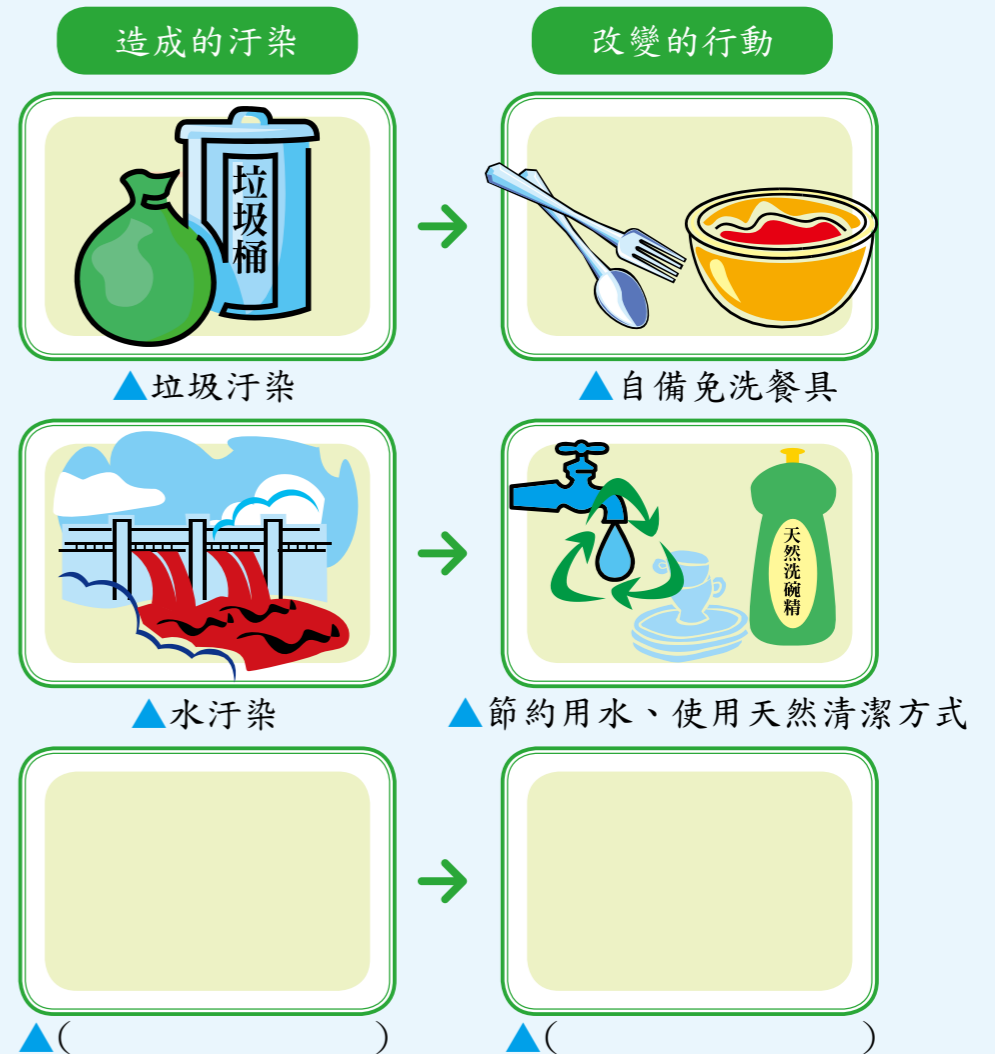 造成的汙染
改變的行動
垃圾桶
▲垃圾汙染
▲自備免洗餐具
天然洗碗精
▲水汙染
▲節約用水、使用天然清潔方式
▲( )
▲( )